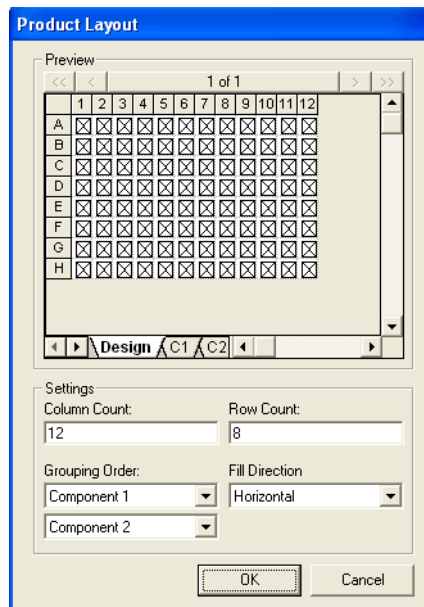 Product Layout
Preview
<< < 1 of 1 > >>
1 2 3 4 5 6 7 8 9 10 11 12
A
B
C
D
E
F
G
H
Design C1 C2
Settings
Column Count: Row Count:
12 8
Grouping Order: Fill Direction
Component 1 Horizontal
Component 2
OK Cancel